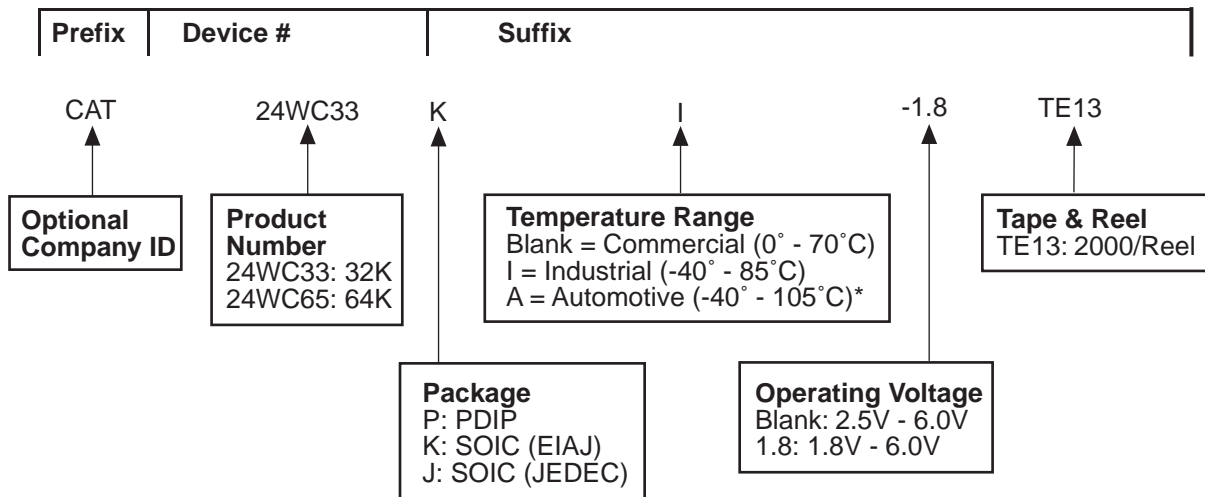 Prefix Device # Suffix
CAT 24WC33 K I -1.8 TE13
Optional
Company ID
Product
Number
24WC33: 32K
24WC65: 64K
Temperature Range
Blank = Commercial (0˚ - 70˚C)
I = Industrial (-40˚ - 85˚C)
A = Automotive (-40˚ - 105˚C)*
Tape & Reel
TE13: 2000/Reel
Package
P: PDIP
K: SOIC (EIAJ)
J: SOIC (JEDEC)
Operating Voltage
Blank: 2.5V - 6.0V
1.8: 1.8V - 6.0V